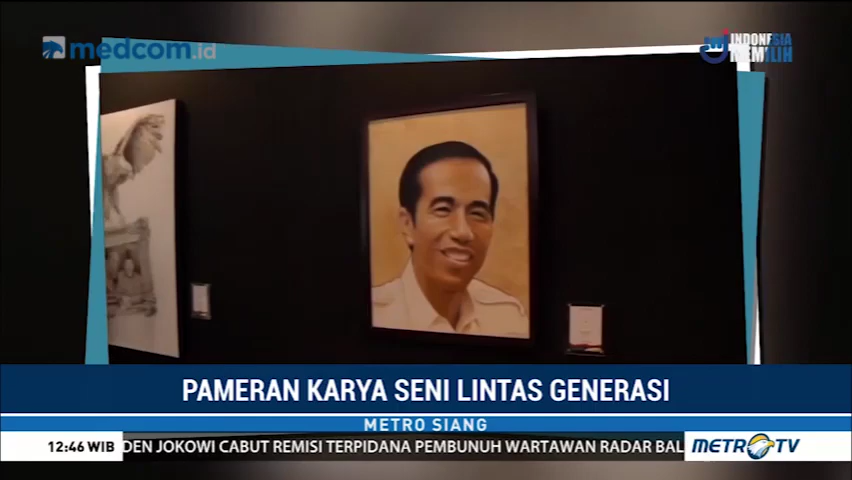 medcom.id
INDONESIA
MEMILIH
PAMERAN KARYA SENI LINTAS GENERASI
METRO SIANG
12:46 WIB
DEN JOKOWI CABUT REMISI TERPIDANA PEMBUNUH WARTAWAN RADAR BAL
METRO TV